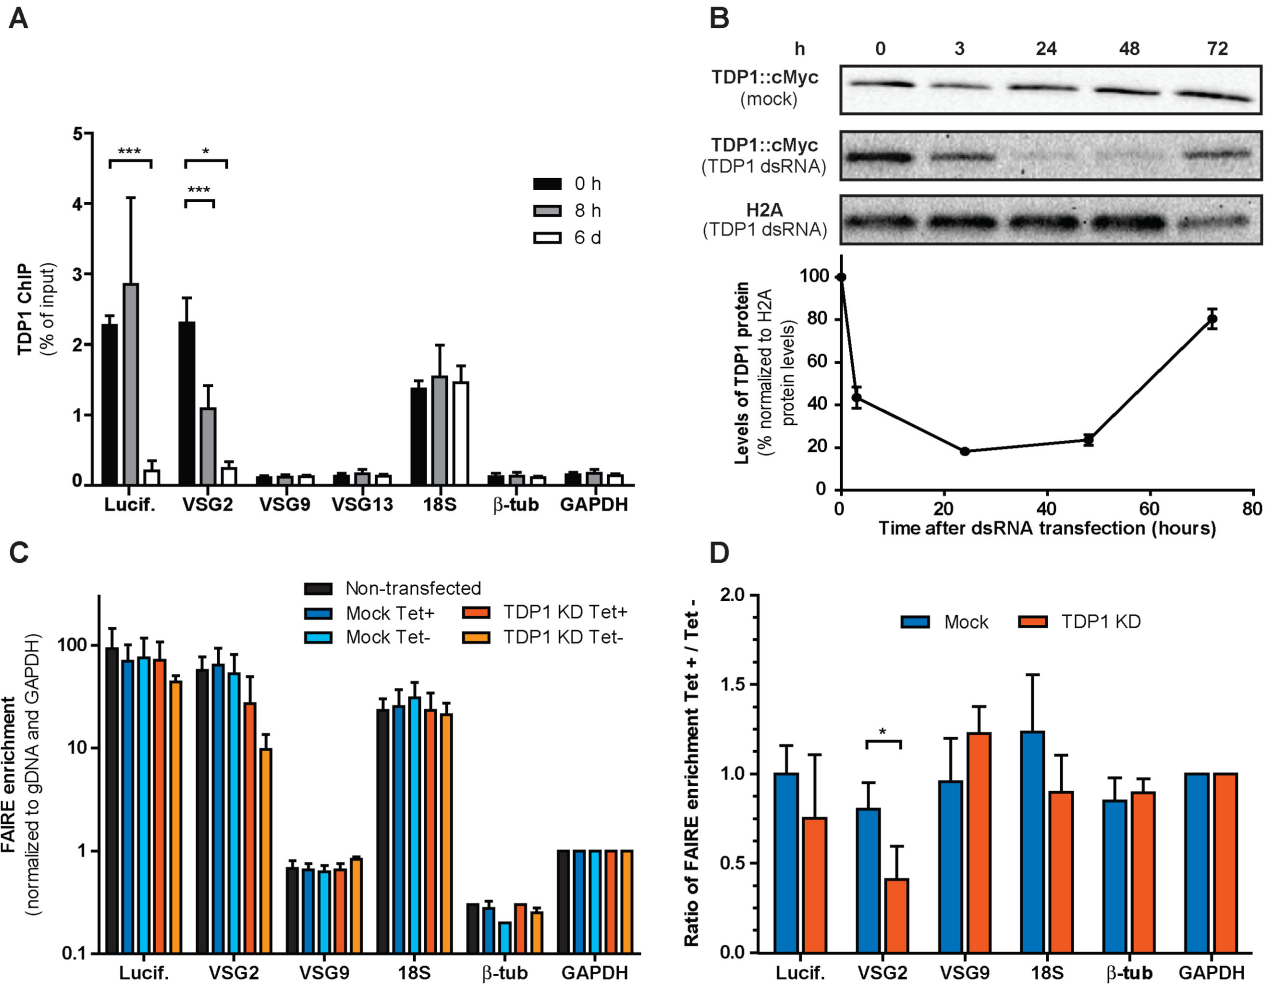 A
5
4
3
2
1
0
TDP1 ChIP
(% of input)
***
*
***
0 h
8 h
6 d
Lucif. VSG2 VSG9 VSG13 18S β-tub GAPDH
B
h 0 3 24 48 72
TDP1::cMyc
(mock)
TDP1::cMyc
(TDP1 dsRNA)
H2A
(TDP1 dsRNA)
100
80
60
40
20
0
Levels of TDP1 protein
(% normalized to H2A
protein levels)
0 20 40 60 80
Time after dsRNA transfection (hours)
C
Non-transfected
Mock Tet+ TDP1 KD Tet+
Mock Tet- TDP1 KD Tet-
100
10
1
0.1
FAIRE enrichment
(normalized to gDNA and GAPDH)
Lucif. VSG2 VSG9 18S β-tub GAPDH
D
2.0
1.5
1.0
0.5
0.0
Ratio of FAIRE enrichment Tet + / Tet -
Mock TDP1 KD
*
Lucif. VSG2 VSG9 18S β-tub GAPDH